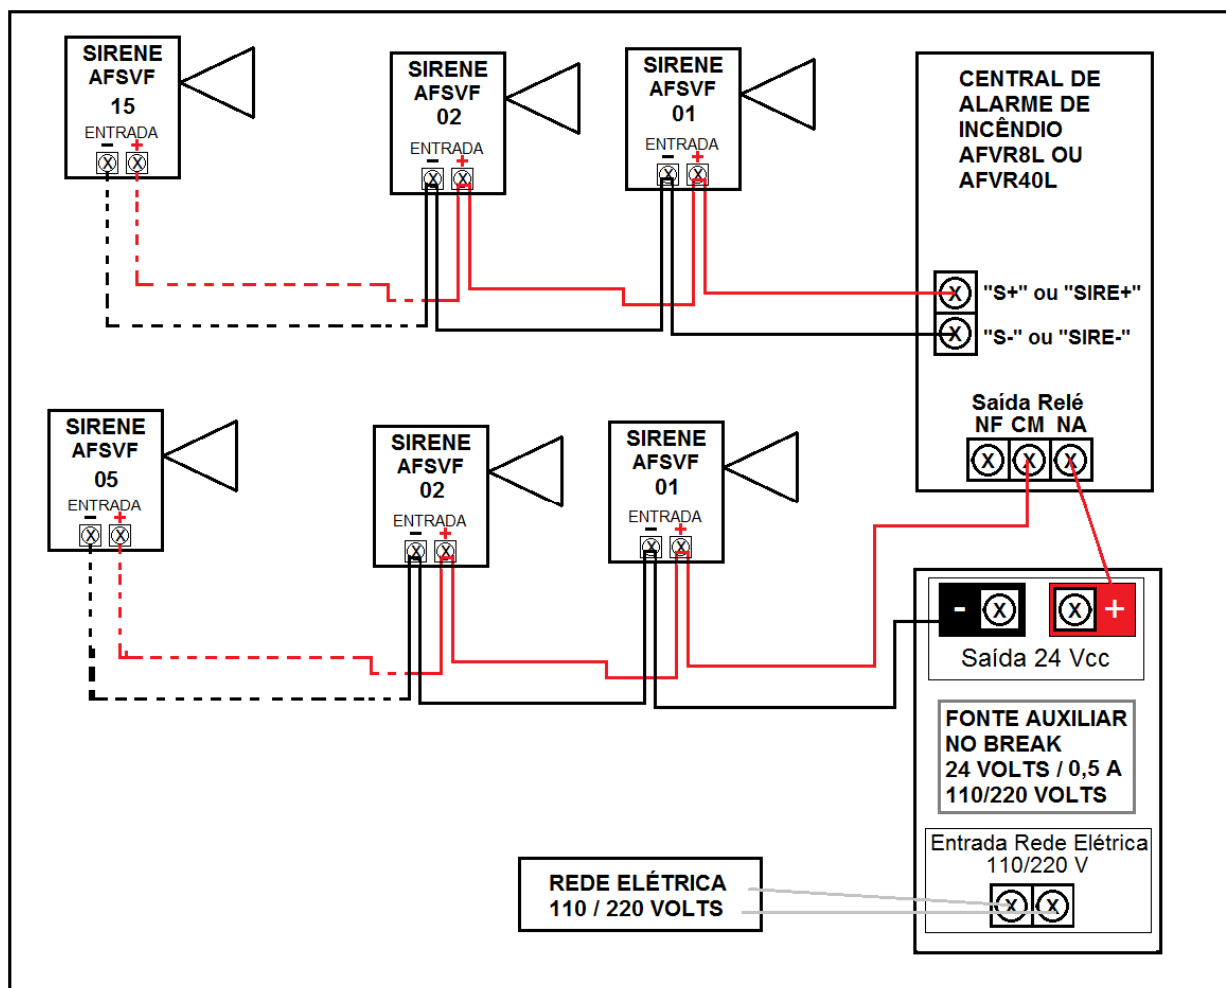 SIRENE
AFSVF
15
ENTRADA
- +
X X
SIRENE
AFSVF
02
ENTRADA
- +
X X
SIRENE
AFSVF
01
ENTRADA
- +
X X
CENTRAL DE
ALARME DE
INCÊNDIO
AFVR8L OU
AFVR40L
X "S+" ou "SIRE+"
X "S-" ou "SIRE-"
Saída Relé
NF CM NA
X X X
SIRENE
AFSVF
05
ENTRADA
- +
X X
SIRENE
AFSVF
02
ENTRADA
- +
X X
SIRENE
AFSVF
01
ENTRADA
- +
X X
- X X +
Saída 24 Vcc
FONTE AUXILIAR
NO BREAK
24 VOLTS / 0,5 A
110/220 VOLTS
Entrada Rede Elétrica
110/220 V
X X
REDE ELÉTRICA
110 / 220 VOLTS